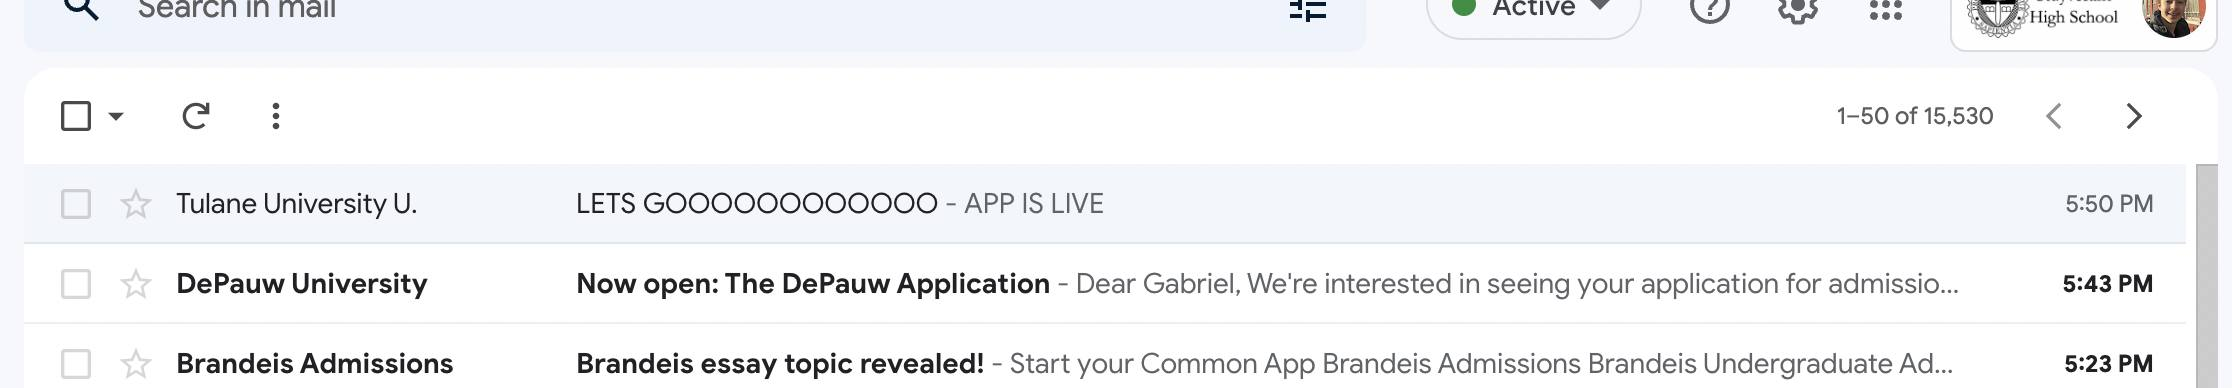 Search in mail
Active
High School
1–50 of 15,530
Tulane University U. LETS GOOOOOOOOOOOOO - APP IS LIVE 5:50 PM
DePauw University Now open: The DePauw Application - Dear Gabriel, We're interested in seeing your application for admissio... 5:43 PM
Brandeis Admissions Brandeis essay topic revealed! - Start your Common App Brandeis Admissions Brandeis Undergraduate Ad... 5:23 PM